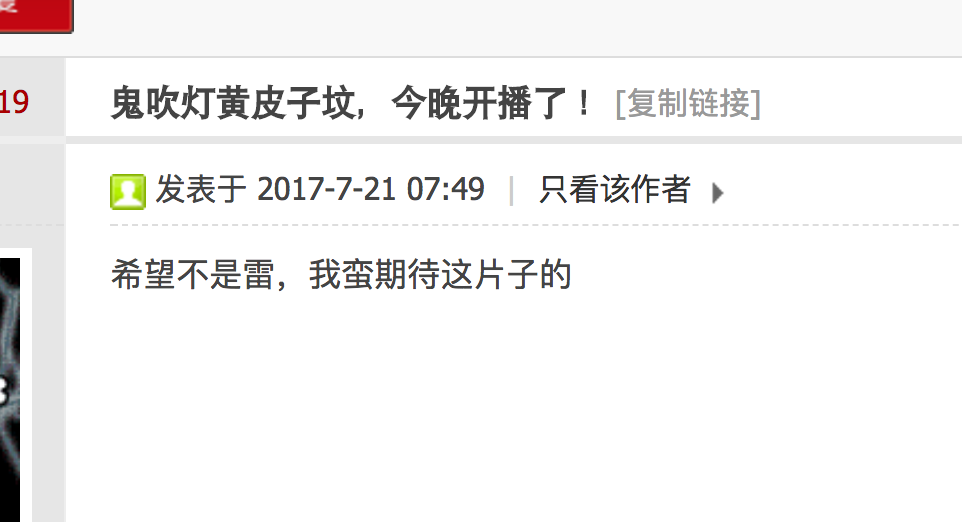 19
鬼吹灯黄皮子坟，今晚开播了！ [复制链接]
发表于 2017-7-21 07:49 | 只看该作者
希望不是雷，我蛮期待这片子的